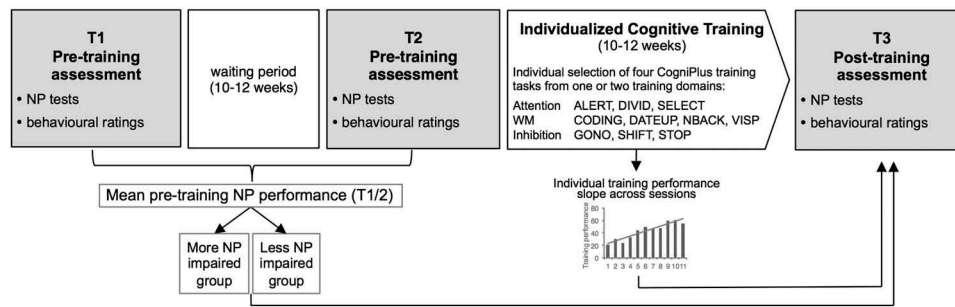 T1
Pre-training
assessment
• NP tests
• behavioural ratings
waiting period
(10-12 weeks)
T2
Pre-training
assessment
• NP tests
• behavioural ratings
Individualized Cognitive Training
(10-12 weeks)
Individual selection of four CogniPlus training
tasks from one or two training domains:
Attention ALERT, DIVID, SELECT
WM CODING, DATEUP, NBACK, VISP
Inhibition GONO, SHIFT, STOP
T3
Post-training
assessment
• NP tests
• behavioural ratings
Mean pre-training NP performance (T1/2)
More NP
impaired
group
Less NP
impaired
group
Individual training performance
slope across sessions
Training performance
80
60
40
20
0
1 2 3 4 5 6 7 8 9 10 11